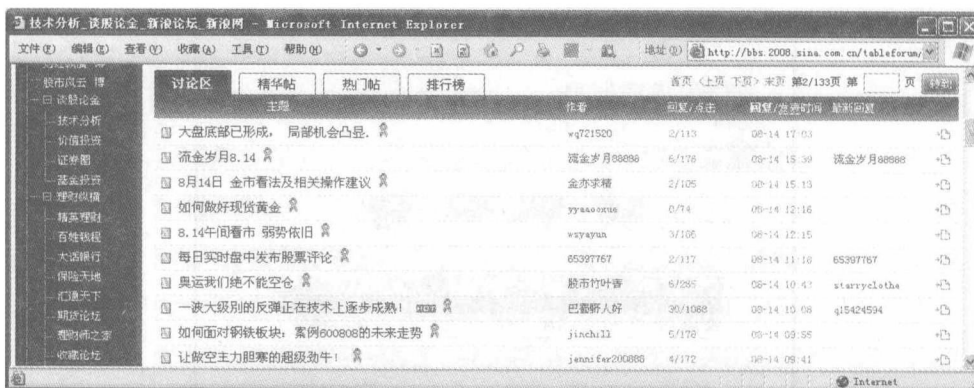 技术分析_谈股论金_新浪论坛_新浪网 - Microsoft Internet Explorer
文件(F) 编辑(E) 查看(V) 收藏(A) 工具(T) 帮助(H) 地址(D) http://bbs.2008.sina.com.cn/tableforum/
股市风云 博
谈股论金
技术分析
价值投资
证券圈
基金投资
理财纵横
精英理财
百姓钱程
大话银行
保险天地
汇通天下
期货论坛
理财师之家
收藏论坛
讨论区 精华帖 热门帖 排行榜 首页 <上页 下页> 末页 第2/133页 第 页 转到
主题 作者 回复/点击 回复/发表时间 最新回复
大盘底部已形成， 局部机会凸显. wq721520 2/113 08-14 17:03
流金岁月8.14 流金岁月88888 5/178 08-14 15:39 流金岁月88888
8月14日 金市看法及相关操作建议 金亦求精 2/105 08-14 15:13
如何做好现货黄金 0/74 08-14 12:16
8.14午间看市 弱势依旧 wsyayun 3/166 08-14 12:15
每日实时盘中发布股票评论 65397767 2/117 08-14 11:16 65397767
奥运我们绝不能空仓 股市竹叶香 6/285 08-14 10:43 starryclothe
一波大级别的反弹正在技术上逐步成熟! 巴蜀野人好 30/1068 08-14 10:08 q15424594
如何面对钢铁板块：案例600808的未来走势 jinchill 5/178 08-14 09:55
让做空主力胆寒的超级劲牛! jennifer200888 4/172 08-14 09:41
Internet